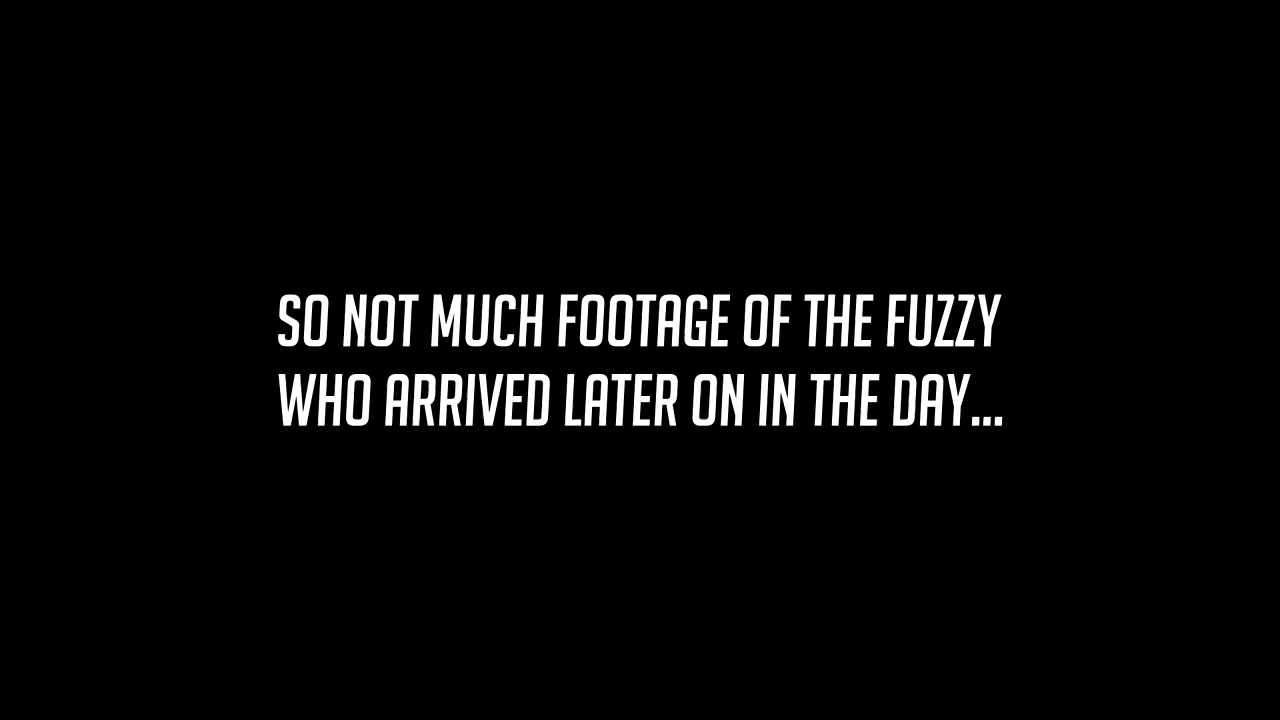 SO NOT MUCH FOOTAGE OF THE FUZZY
WHO ARRIVED LATER ON IN THE DAY...